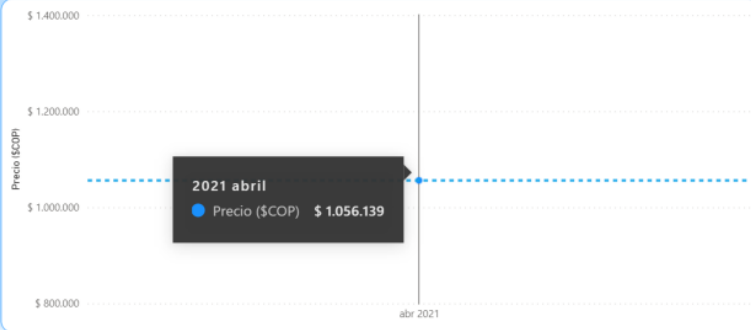 $ 1.400.000
$ 1.200.000
Precio ($COP)
2021 abril
Precio ($COP) $ 1.056.139
$ 1.000.000
$ 800.000
abr 2021